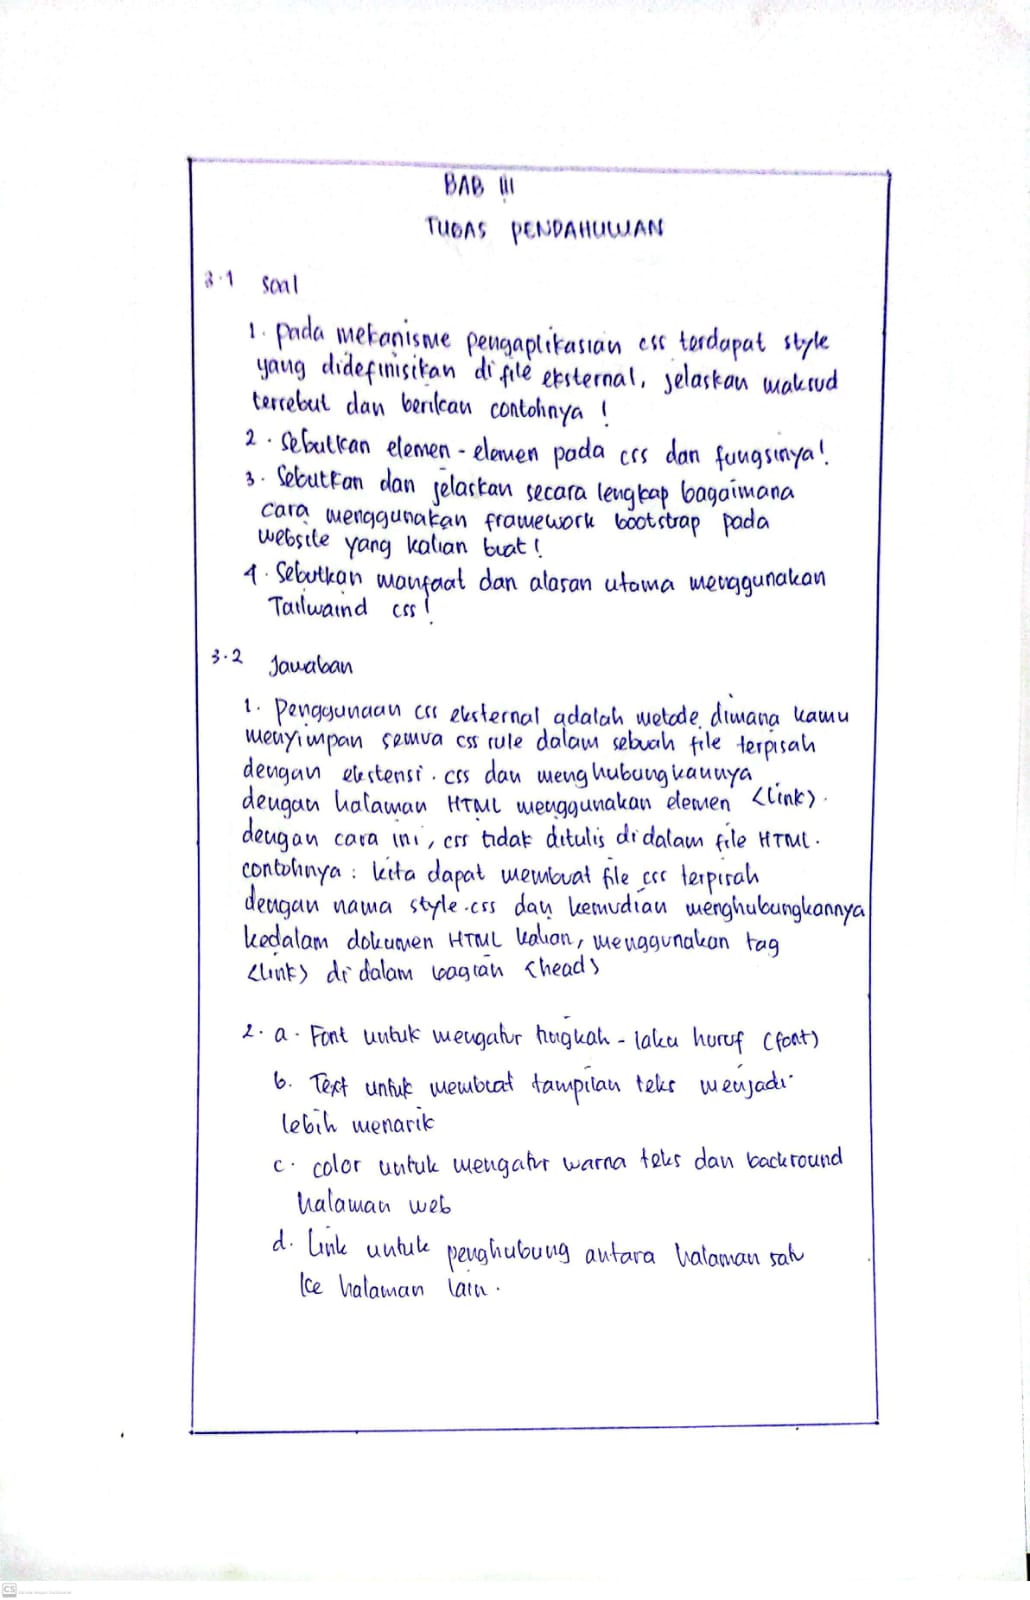 BAB III
TUGAS PENDAHULUAN
3.1 Soal
1. pada mekanisme pengaplikasian css terdapat style
yang didefinisikan di file eksternal, jelaskan maksud
tersebut dan berikan contohnya !
2. Sebutkan elemen-elemen pada css dan fungsinya!
3. Sebutkan dan jelaskan secara lengkap bagaimana
cara menggunakan framework bootstrap pada
website yang kalian buat!
4. Sebutkan manfaat dan alasan utama menggunakan
Tailwaind css!
3.2 Jawaban
1. Penggunaan css eksternal adalah metode dimana kamu
menyimpan semua css rule dalam sebuah file terpisah
dengan ekstensi .css dan menghubungkannya
dengan halaman HTML menggunakan elemen <link>.
dengan cara ini, css tidak ditulis di dalam file HTML.
contohnya : kita dapat membuat file css terpisah
dengan nama style.css dan kemudian menghubungkannya
kedalam dokumen HTML kalian, menggunakan tag
<link> di dalam bagian <head>
2. a. Font untuk mengatur tingkah-laku huruf (font)
b. Text untuk membuat tampilan teks menjadi
lebih menarik
c. color untuk mengatur warna teks dan backround
halaman web
d. Link untuk penghubung antara halaman satu
ke halaman lain.
CS